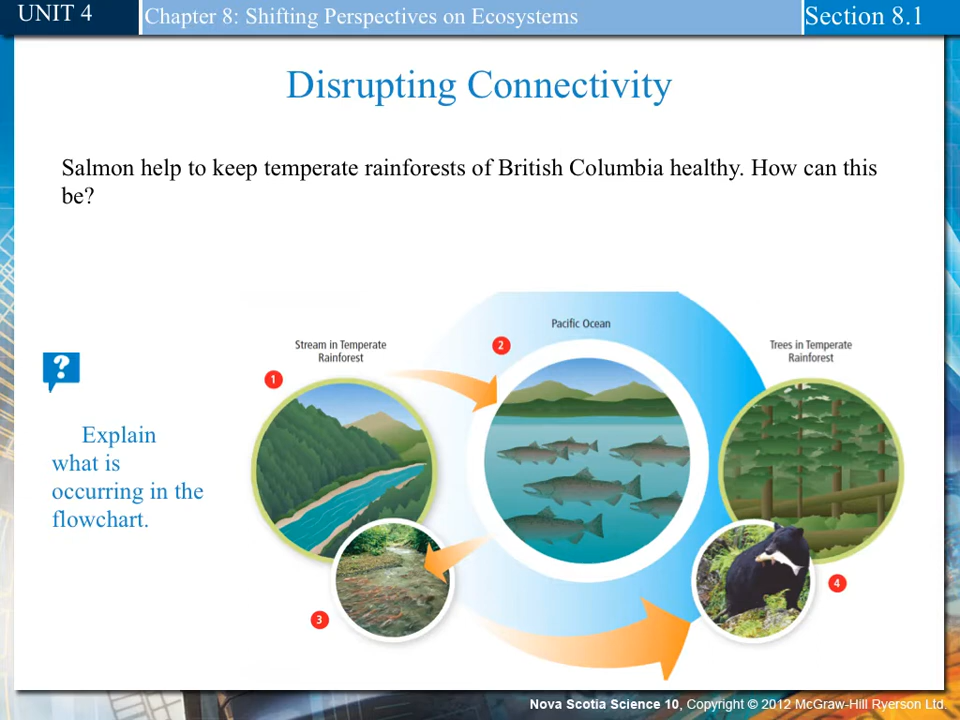 UNIT 4
Chapter 8: Shifting Perspectives on Ecosystems
Section 8.1
Disrupting Connectivity
Salmon help to keep temperate rainforests of British Columbia healthy. How can this
be?
?
Explain
what is
occurring in the
flowchart.
Stream in Temperate
Rainforest
1
2
Pacific Ocean
Trees in Temperate
Rainforest
3
4
Nova Scotia Science 10, Copyright © 2012 McGraw-Hill Ryerson Ltd.